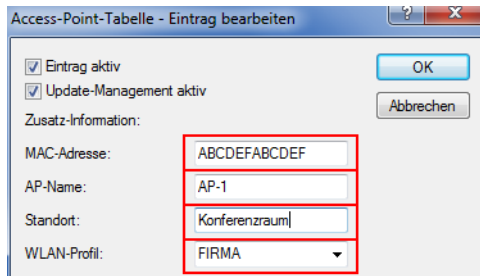 Access-Point-Tabelle - Eintrag bearbeiten
? X
Eintrag aktiv
OK
Update-Management aktiv
Abbrechen
Zusatz-Information:
MAC-Adresse: ABCDEFABCDEF
AP-Name: AP-1
Standort: Konferenzraum
WLAN-Profil: FIRMA